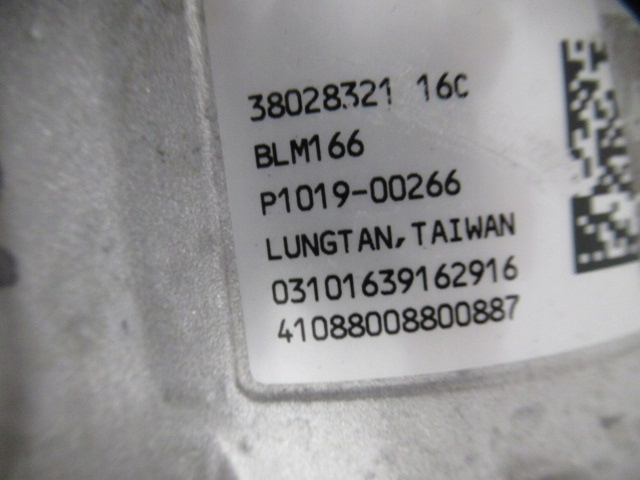 38028321 16C
BLM166
P1019-00266
LUNGTAN, TAIWAN
03101639162916
41088008800887